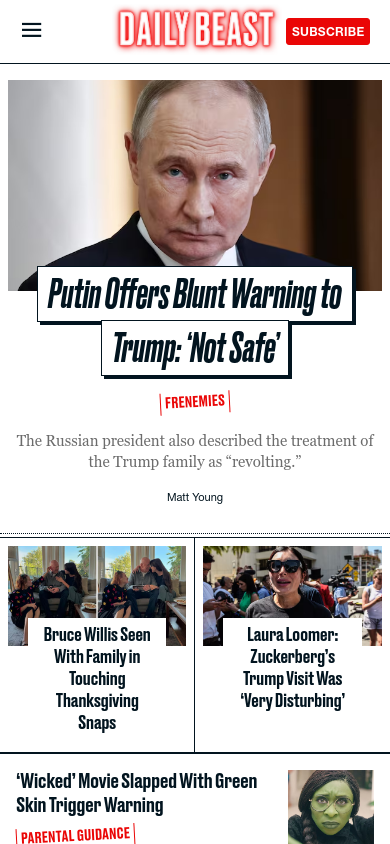 DAILY BEAST
SUBSCRIBE
Putin Offers Blunt Warning to
Trump: ‘Not Safe’
FRENEMIES
The Russian president also described the treatment of
the Trump family as “revolting.”
Matt Young
Bruce Willis Seen
With Family in
Touching
Thanksgiving
Snaps
Laura Loomer:
Zuckerberg’s
Trump Visit Was
‘Very Disturbing’
‘Wicked’ Movie Slapped With Green
Skin Trigger Warning
PARENTAL GUIDANCE